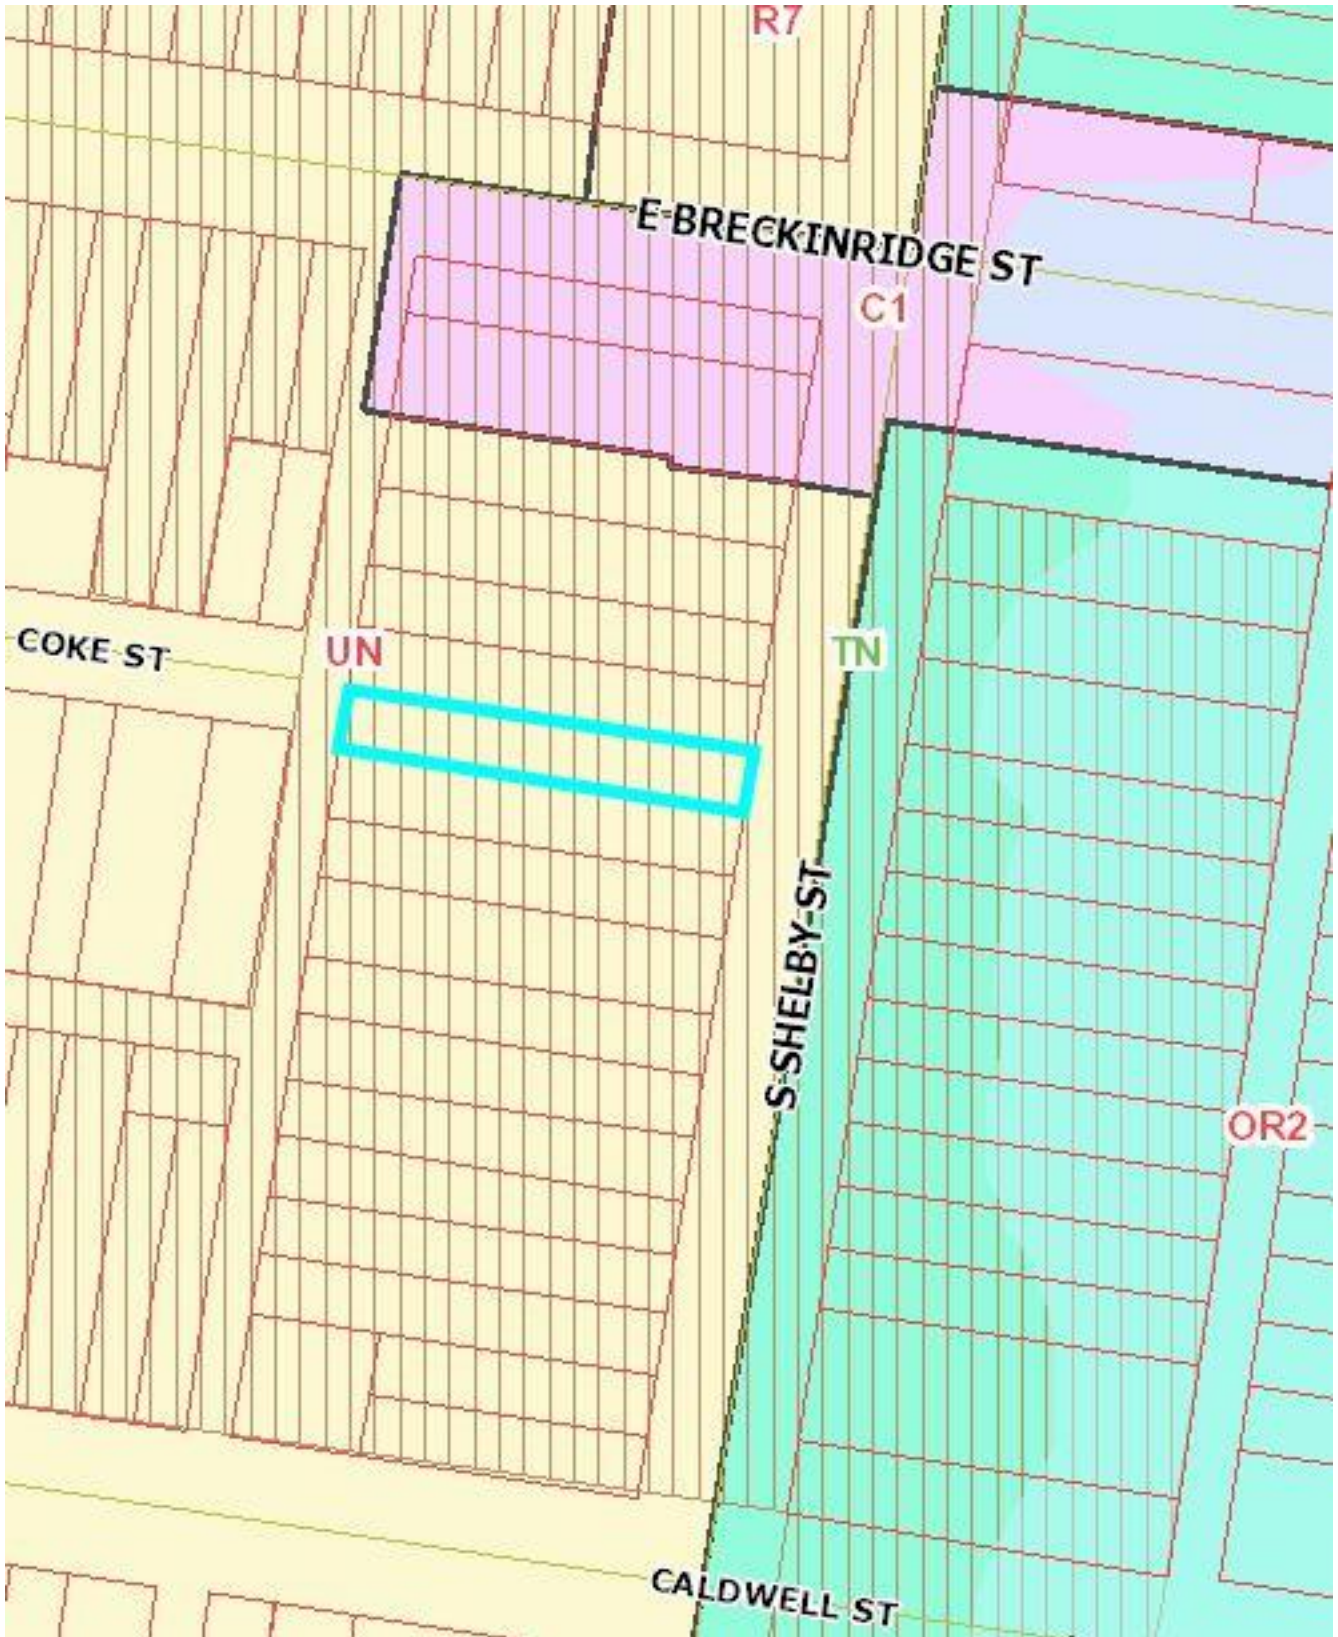 R7
E BRECKINRIDGE ST
C1
COKE ST
UN
TN
S SHELBY ST
OR2
CALDWELL ST